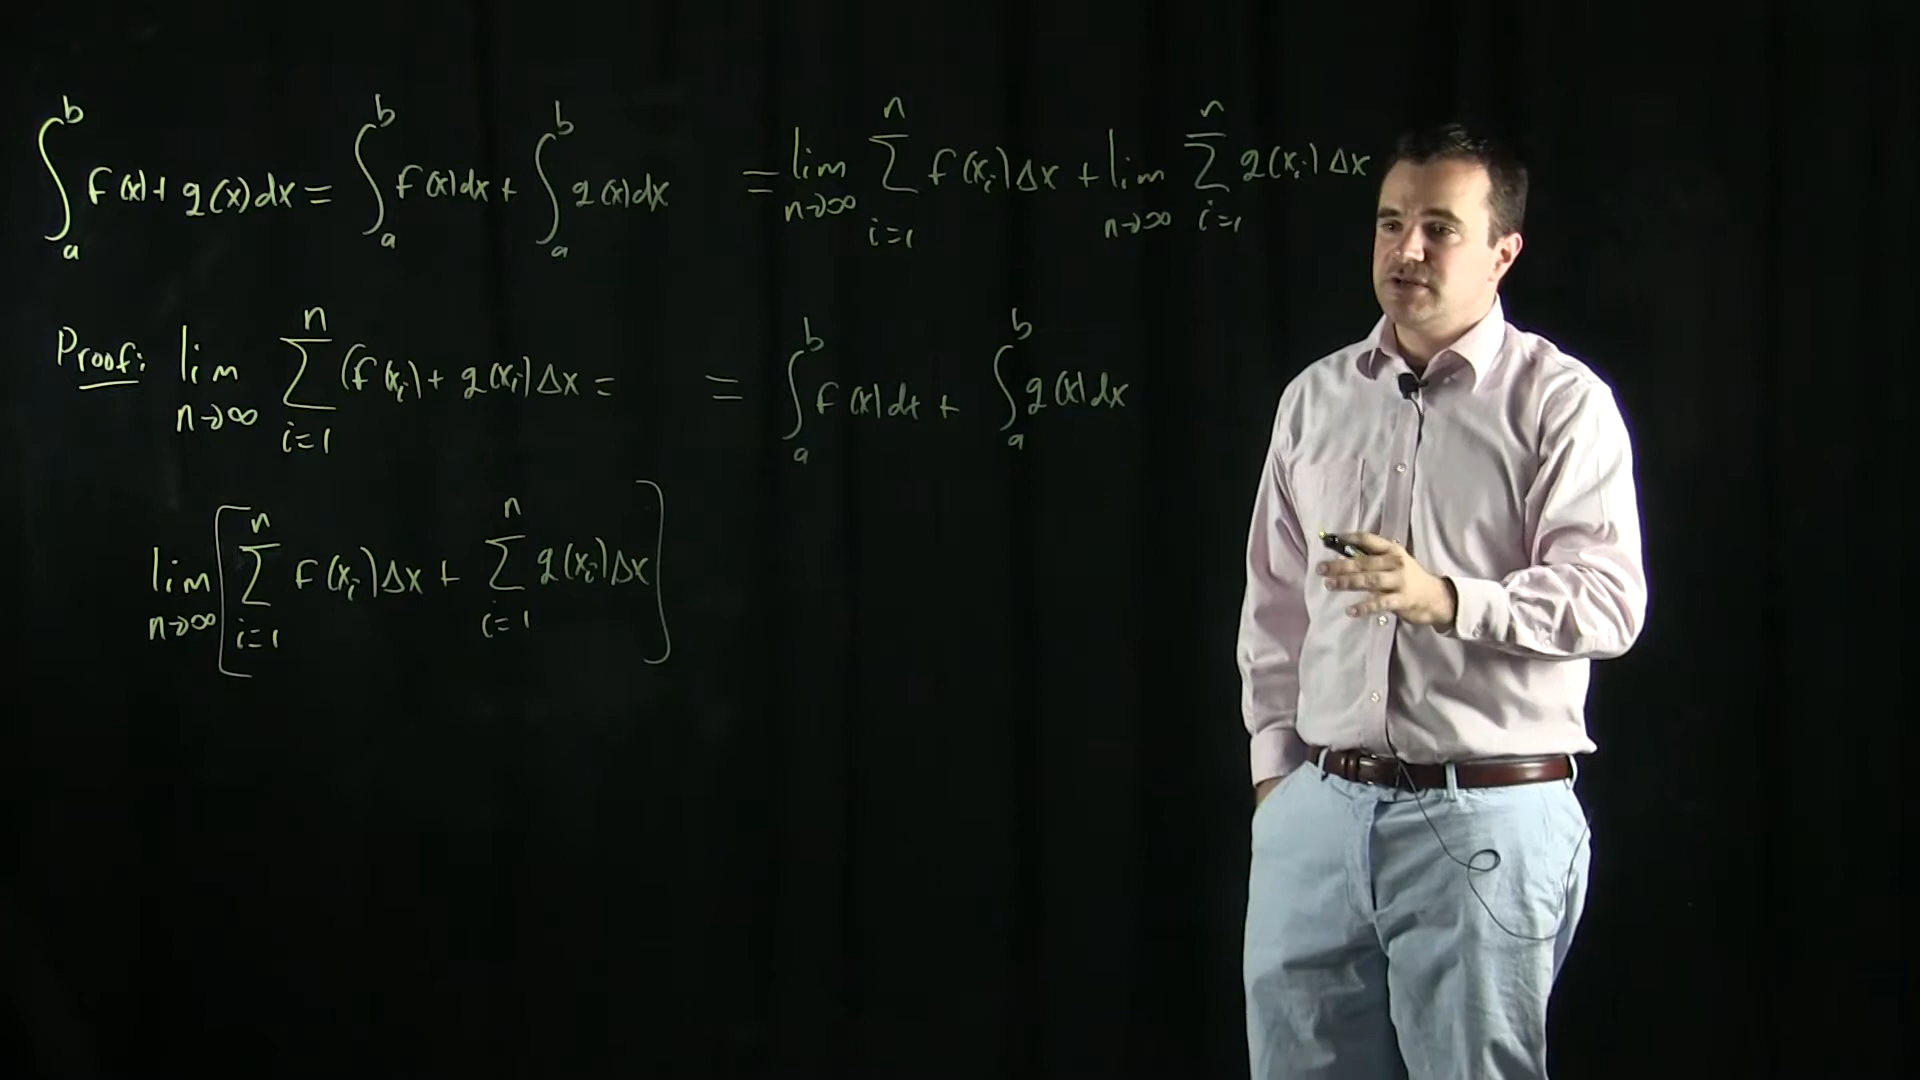 ∫_a^b f(x) + g(x) dx = ∫_a^b f(x) dx + ∫_a^b g(x) dx
Proof: lim_{n→∞} ∑_{i=1}^n (f(x_i) + g(x_i) Δx =
lim_{n→∞} [∑_{i=1}^n f(x_i) Δx + ∑_{i=1}^n g(x_i) Δx]
= lim_{n→∞} ∑_{i=1}^n f(x_i) Δx + lim_{n→∞} ∑_{i=1}^n g(x_i) Δx
= ∫_a^b f(x) dx + ∫_a^b g(x) dx